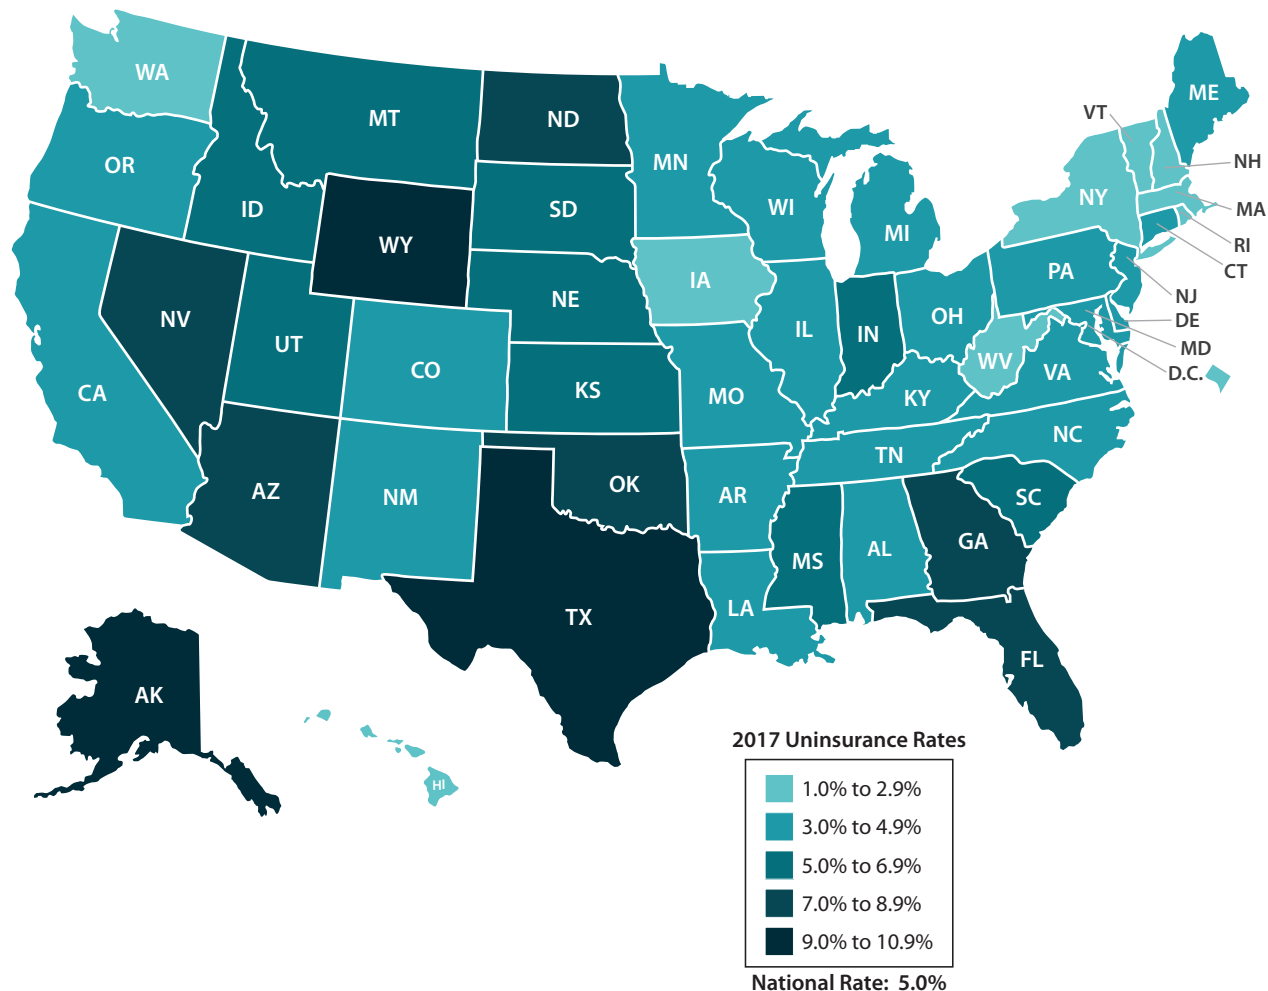 WA
MT
ND
ME
VT
OR
MN
NH
ID
SD
WI
NY
MA
MI
RI
WY
CT
PA
IA
NE
NJ
NV
OH
DE
UT
IL
IN
MD
CO
WV
VA
D.C.
CA
KS
MO
KY
NC
TN
AZ
NM
OK
AR
SC
GA
MS
AL
TX
LA
FL
AK
HI
2017 Uninsurance Rates
1.0% to 2.9%
3.0% to 4.9%
5.0% to 6.9%
7.0% to 8.9%
9.0% to 10.9%
National Rate: 5.0%